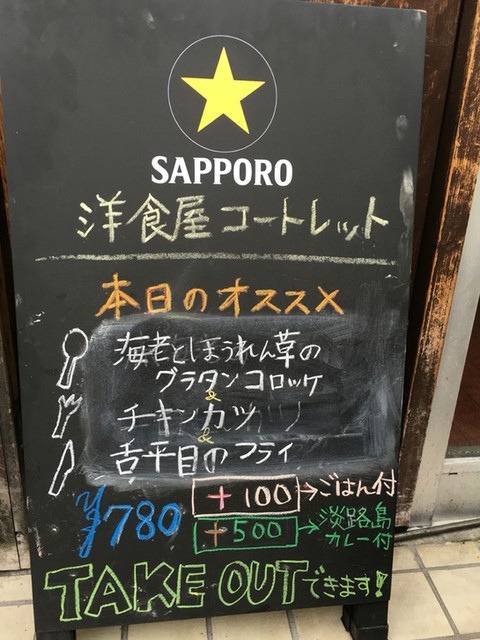 SAPPORO
洋食屋コートレット
本日のオススメ
海老とほうれん草の
グラタンコロッケ
&
チキンカツ
&
舌平目のフライ
¥780
+100→ごはん付
+500→淡路島
カレー付
TAKE OUTできます!